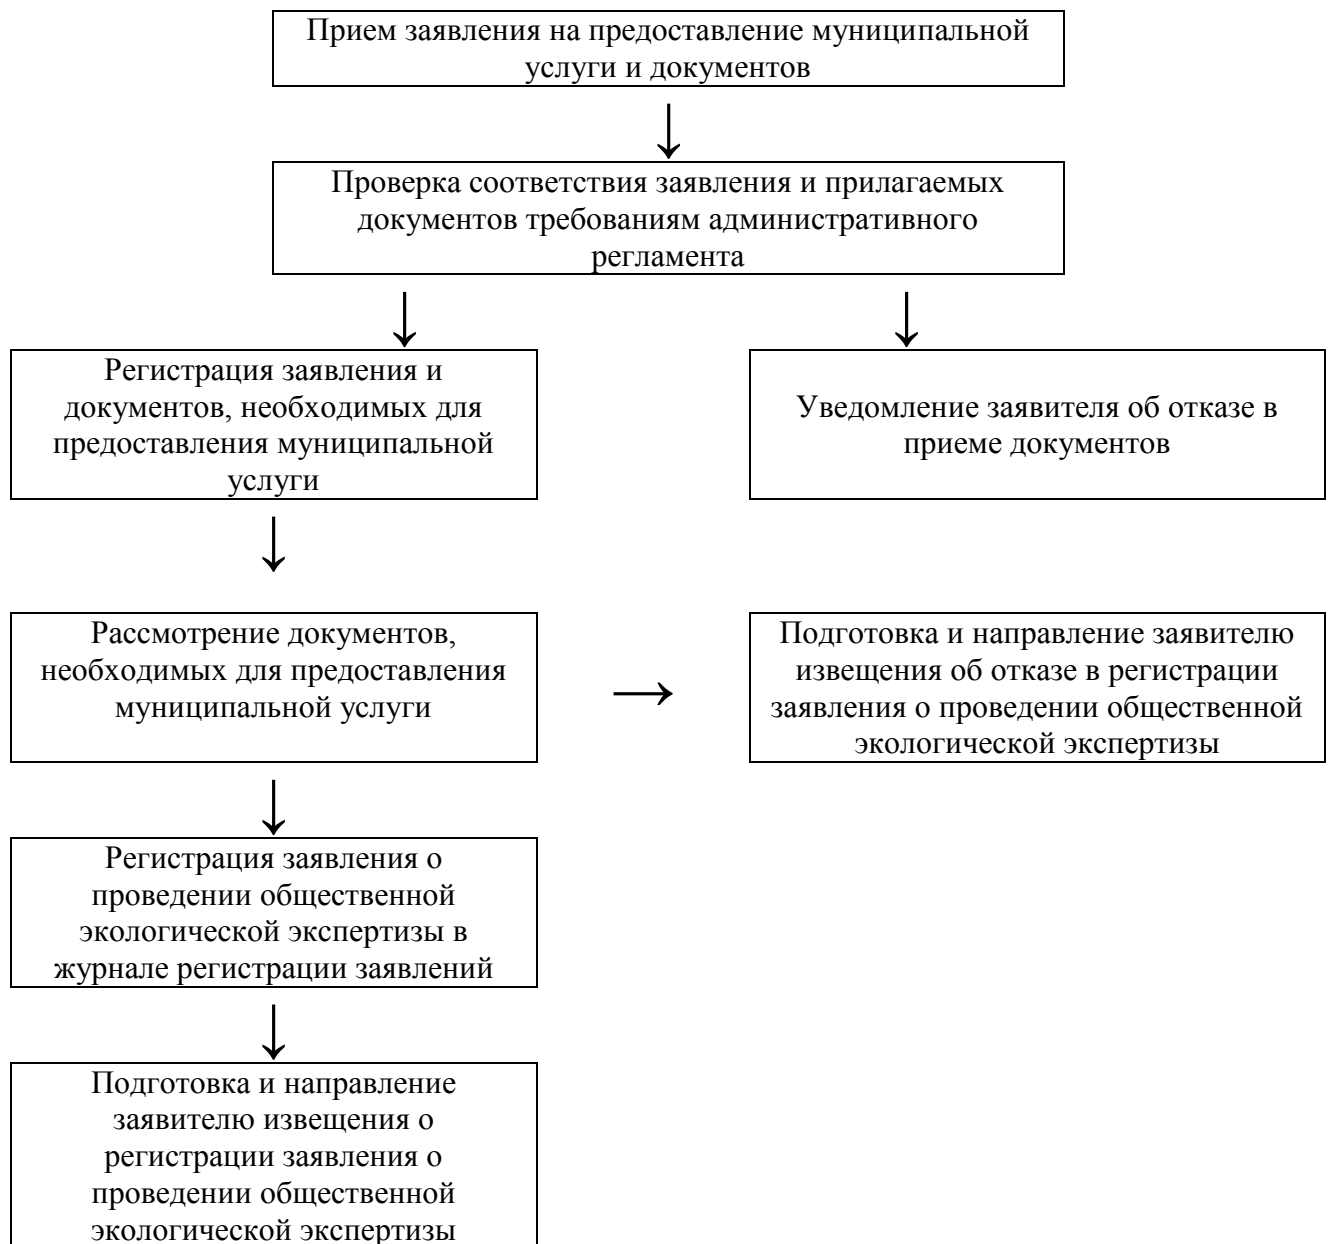 Прием заявления на предоставление муниципальной
услуги и документов
Проверка соответствия заявления и прилагаемых
документов требованиям административного
регламента
Регистрация заявления и
документов, необходимых для
предоставления муниципальной
услуги
Уведомление заявителя об отказе в
приеме документов
Рассмотрение документов,
необходимых для предоставления
муниципальной услуги
Подготовка и направление заявителю
извещения об отказе в регистрации
заявления о проведении общественной
экологической экспертизы
Регистрация заявления о
проведении общественной
экологической экспертизы в
журнале регистрации заявлений
Подготовка и направление
заявителю извещения о
регистрации заявления о
проведении общественной
экологической экспертизы